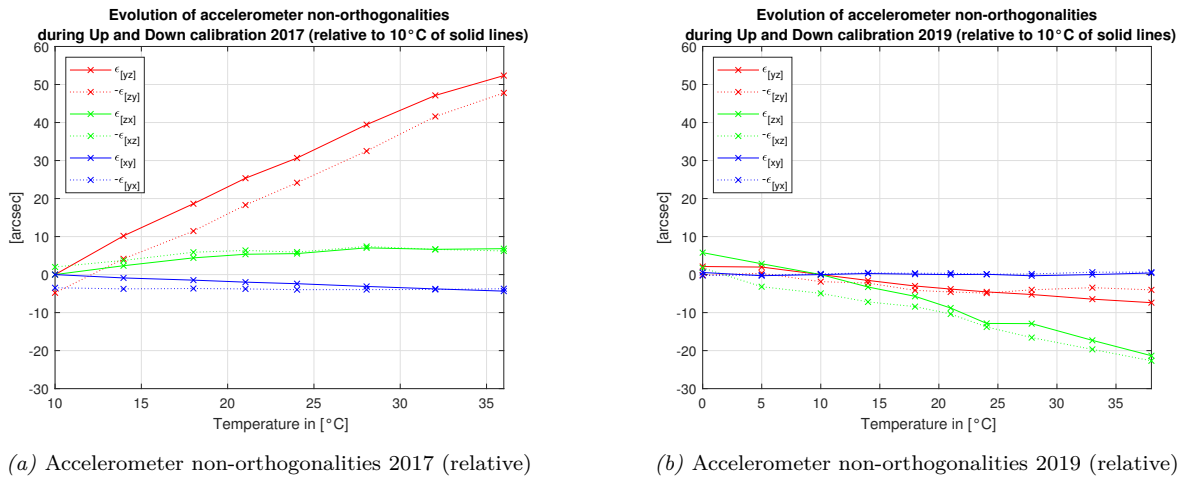 Evolution of accelerometer non-orthogonalities
during Up and Down calibration 2017 (relative to 10°C of solid lines)
60
50
40
30
20
10
0
-10
-20
-30
[arcsec]
ϵ[yz]
-ϵ[zy]
ϵ[zx]
-ϵ[xz]
ϵ[xy]
-ϵ[yx]
10 15 20 25 30 35
Temperature in [°C]
(a) Accelerometer non-orthogonalities 2017 (relative)
Evolution of accelerometer non-orthogonalities
during Up and Down calibration 2019 (relative to 10°C of solid lines)
60
50
40
30
20
10
0
-10
-20
-30
[arcsec]
ϵ[yz]
-ϵ[zy]
ϵ[zx]
-ϵ[xz]
ϵ[xy]
-ϵ[yx]
0 5 10 15 20 25 30 35
Temperature in [°C]
(b) Accelerometer non-orthogonalities 2019 (relative)